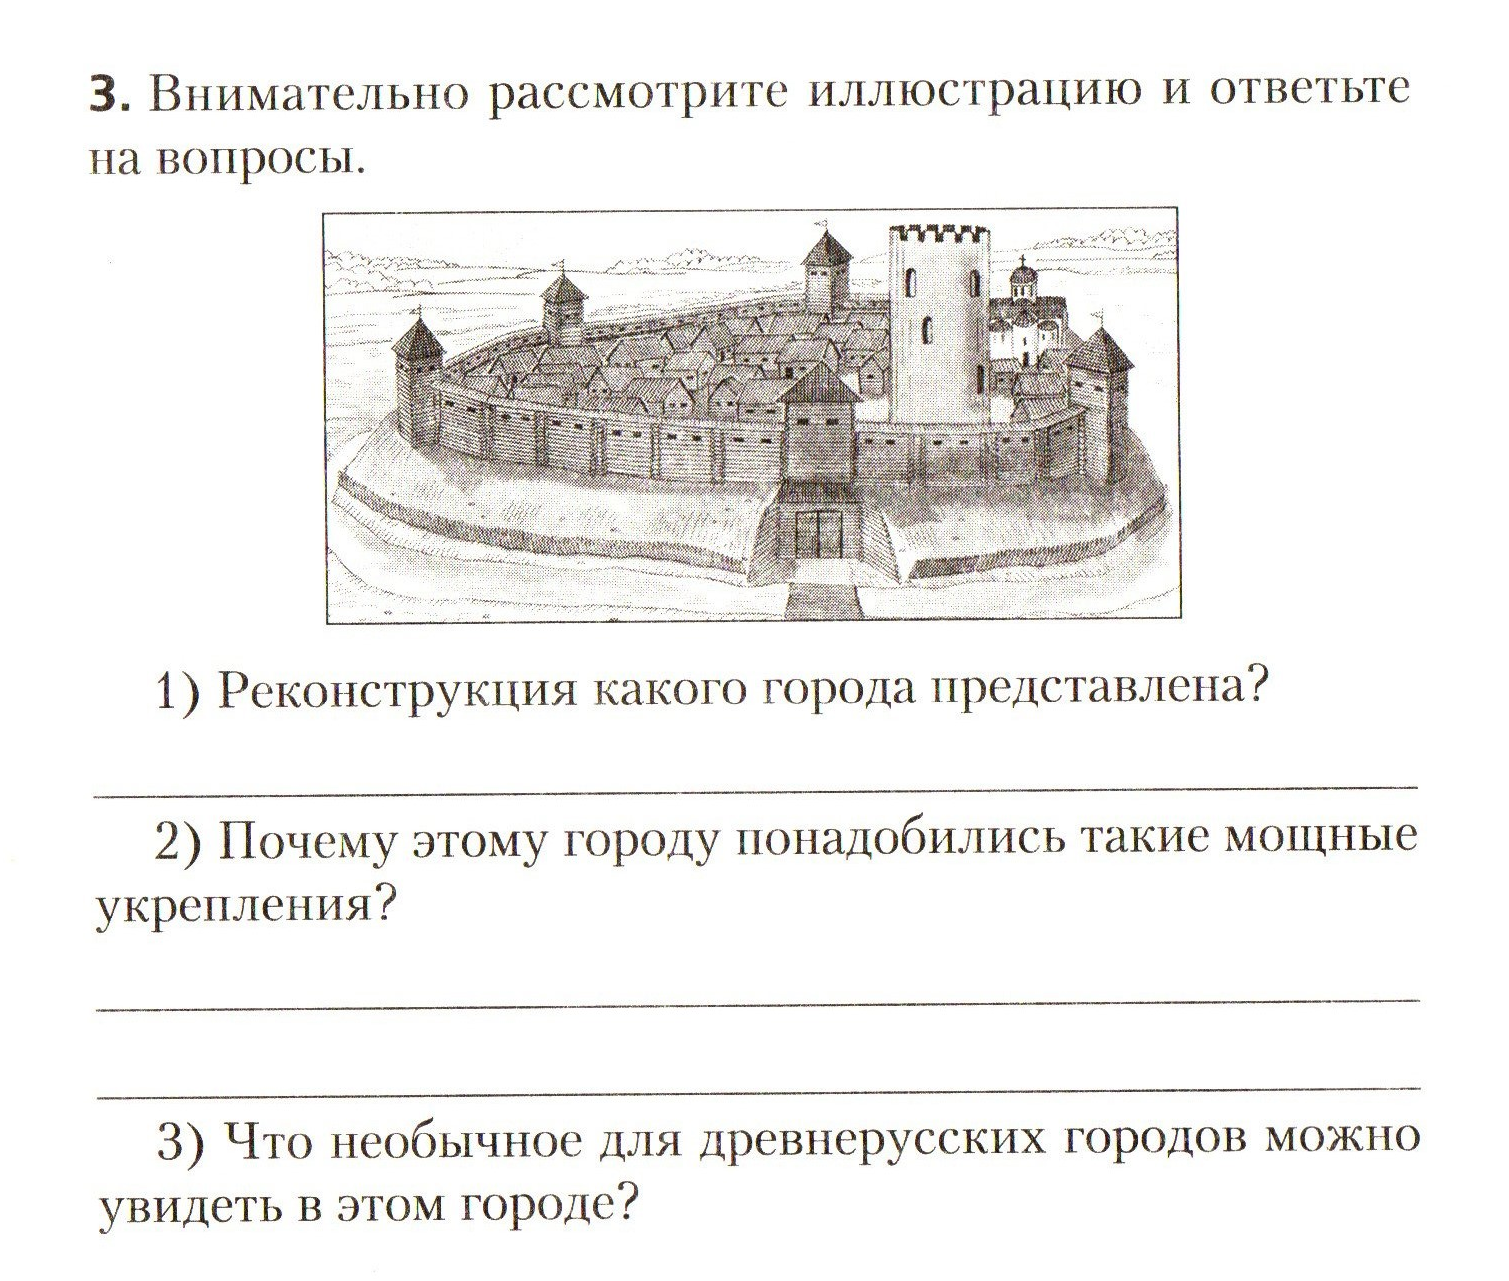 3. Внимательно рассмотрите иллюстрацию и ответьте
на вопросы.
1) Реконструкция какого города представлена?
2) Почему этому городу понадобились такие мощные
укрепления?
3) Что необычное для древнерусских городов можно
увидеть в этом городе?